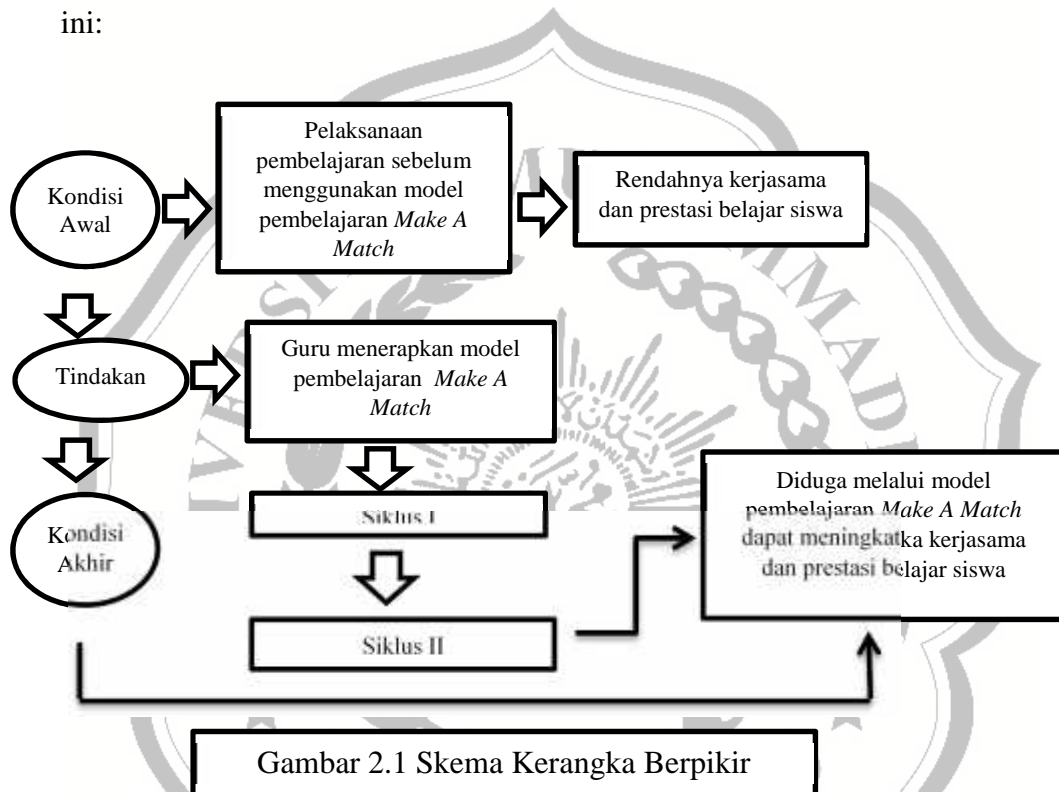 ini:
Pelaksanaan
pembelajaran sebelum
menggunakan model
pembelajaran Make A
Match
Kondisi
Awal
Rendahnya kerjasama
dan prestasi belajar siswa
Tindakan
Guru menerapkan model
pembelajaran Make A
Match
Kondisi
Akhir
Siklus I
Siklus II
Diduga melalui model
pembelajaran Make A Match
dapat meningkatka kerjasama
dan prestasi belajar siswa
Gambar 2.1 Skema Kerangka Berpikir